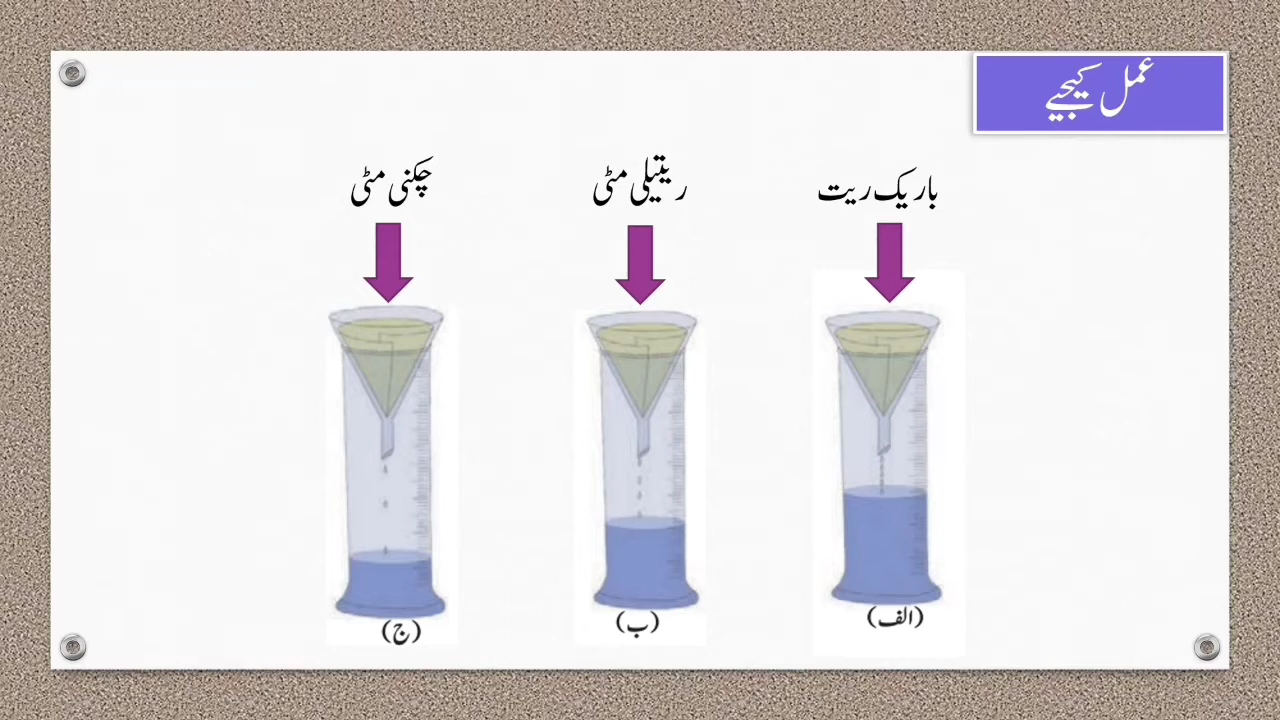 عمل کیجیے
باریک ریت
ریتیلی مٹی
چکنی مٹی
(الف)
(ب)
(ج)